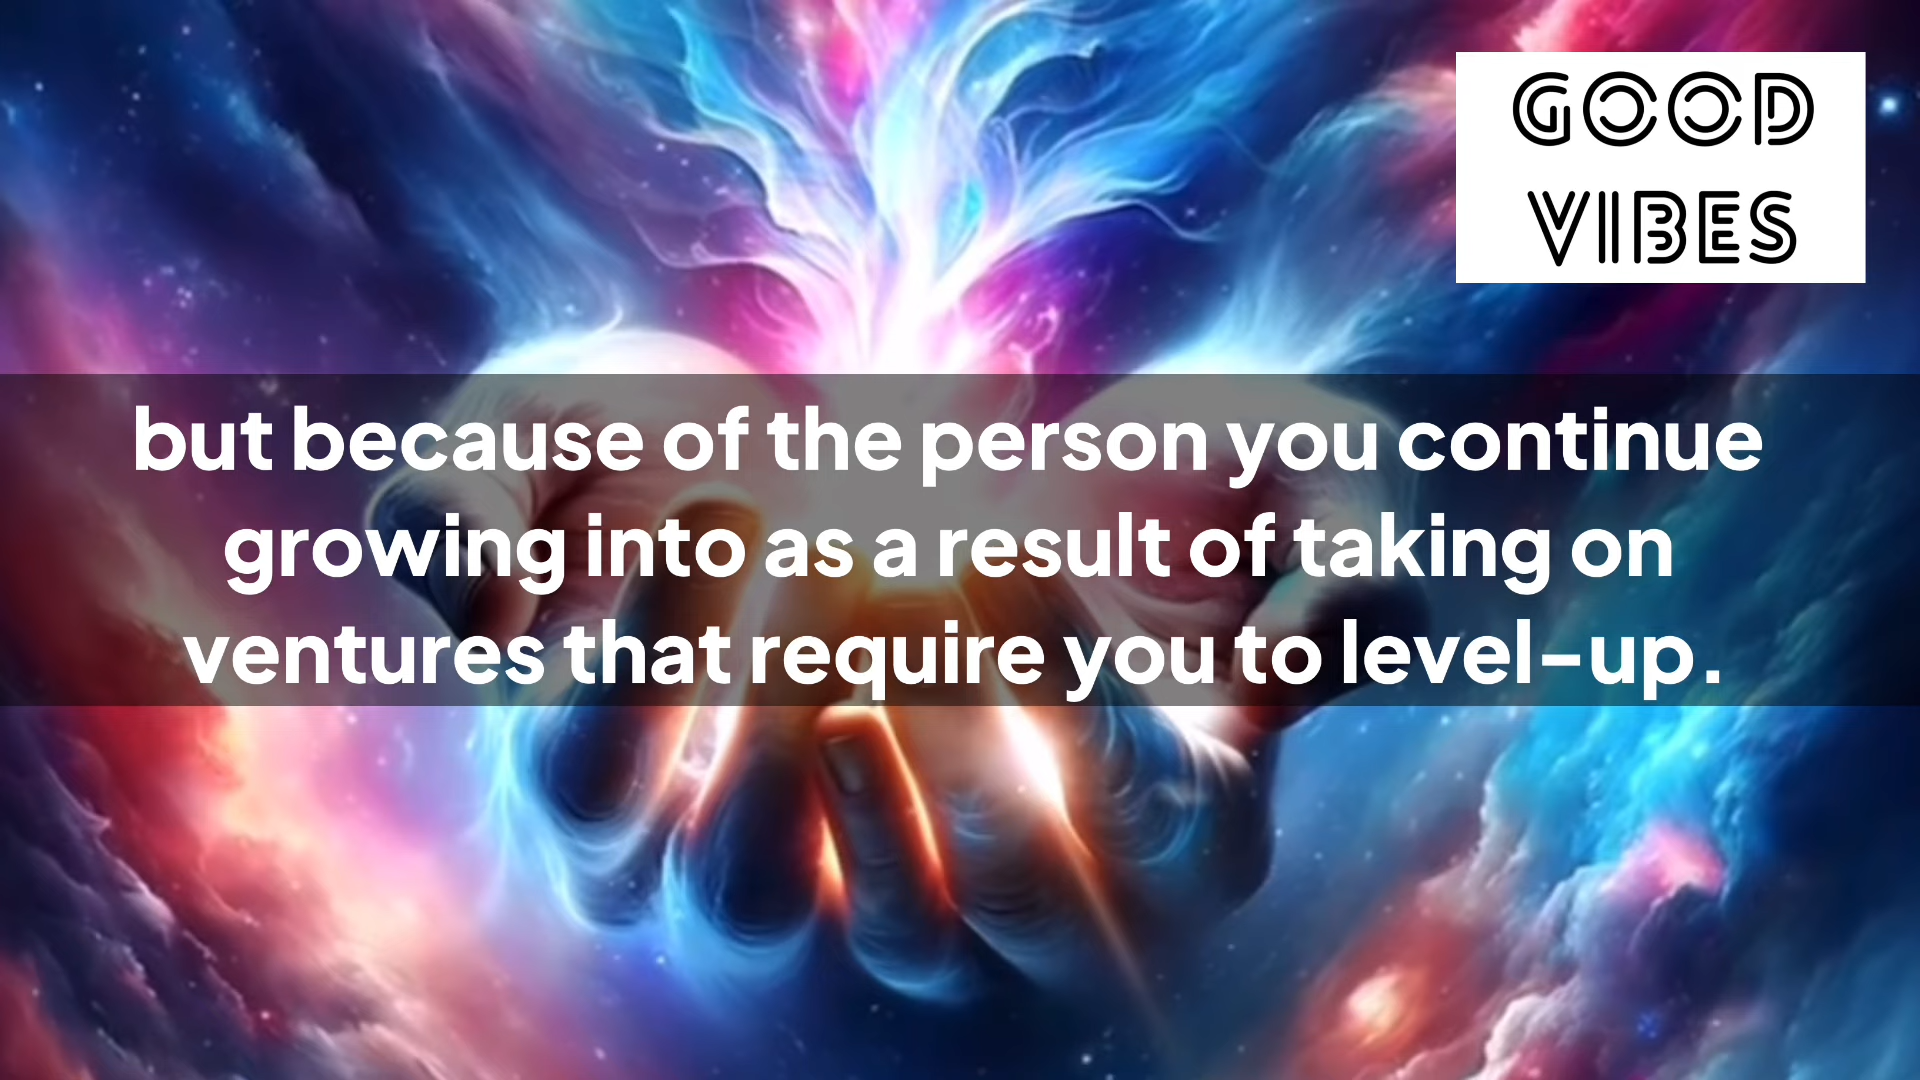 GOOD
VIBES
but because of the person you continue
growing into as a result of taking on
ventures that require you to level-up.